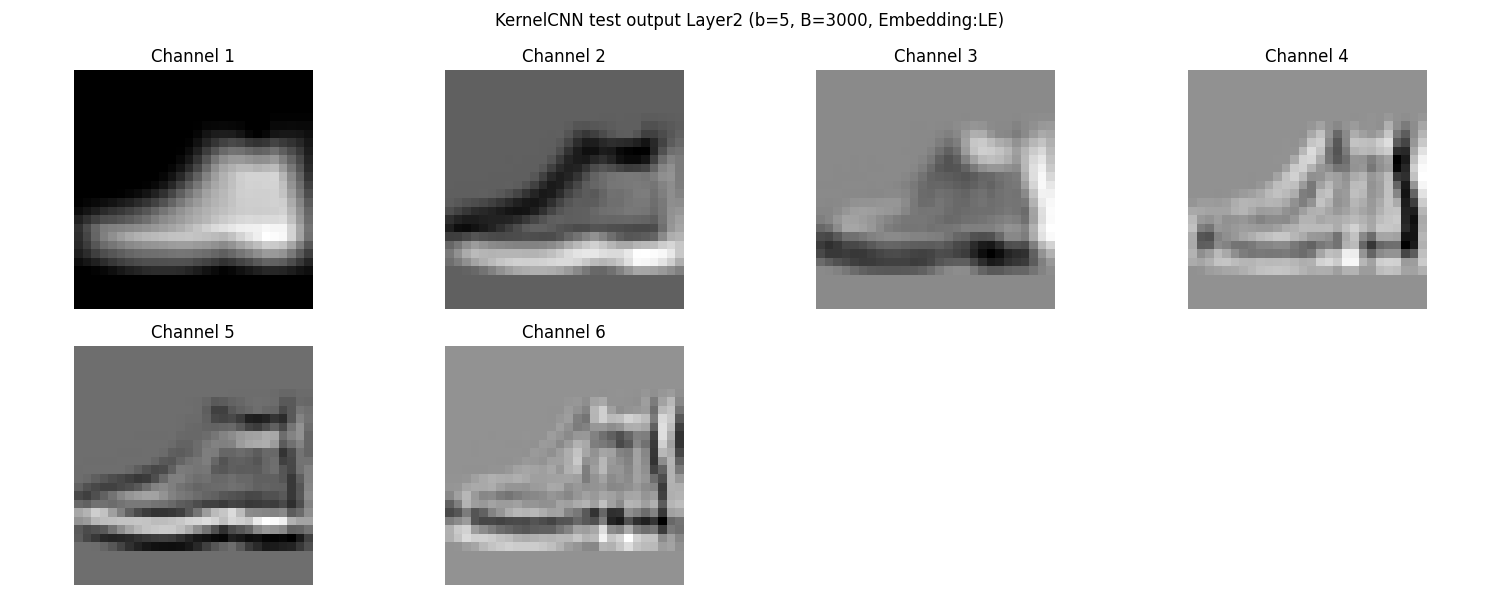 KernelCNN test output Layer2 (b=5, B=3000, Embedding:LE)
Channel 1
Channel 2
Channel 3
Channel 4
Channel 5
Channel 6